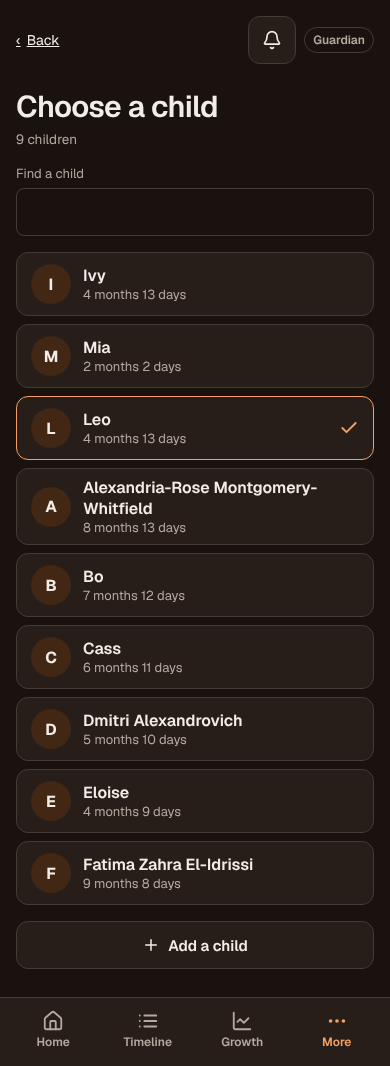 ‹ Back
Guardian
Choose a child
9 children
Find a child
I
Ivy
4 months 13 days
M
Mia
2 months 2 days
L
Leo
4 months 13 days
A
Alexandria-Rose Montgomery-
Whitfield
8 months 13 days
B
Bo
7 months 12 days
C
Cass
6 months 11 days
D
Dmitri Alexandrovich
5 months 10 days
E
Eloise
4 months 9 days
F
Fatima Zahra El-Idrissi
9 months 8 days
+ Add a child
Home
Timeline
Growth
More